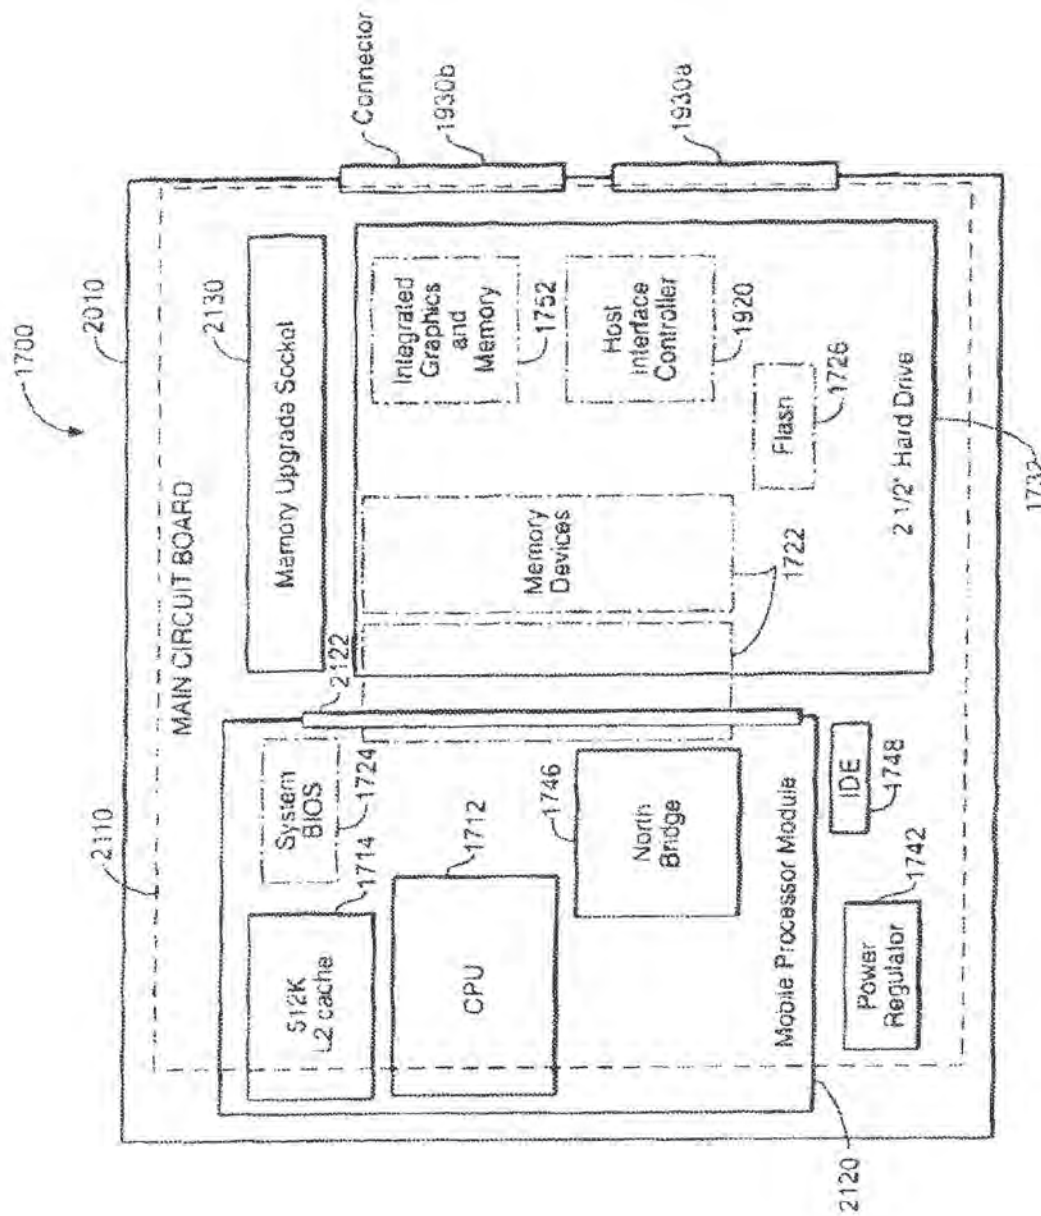 1700
2010
2110
MAIN CIRCUIT BOARD
2130
Memory Upgrade Socket
Connector
1930b
1930a
512K
L2 cache
1714
System
BIOS
1724
2122
CPU
1712
North
Bridge
1746
Mobile Processor Module
2120
Memory
Devices
1722
Integrated
Graphics
and
Memory
1752
Host
Interface
Controller
1920
Flash
1726
2 1/2" Hard Drive
1732
IDE
1748
Power
Regulator
1742